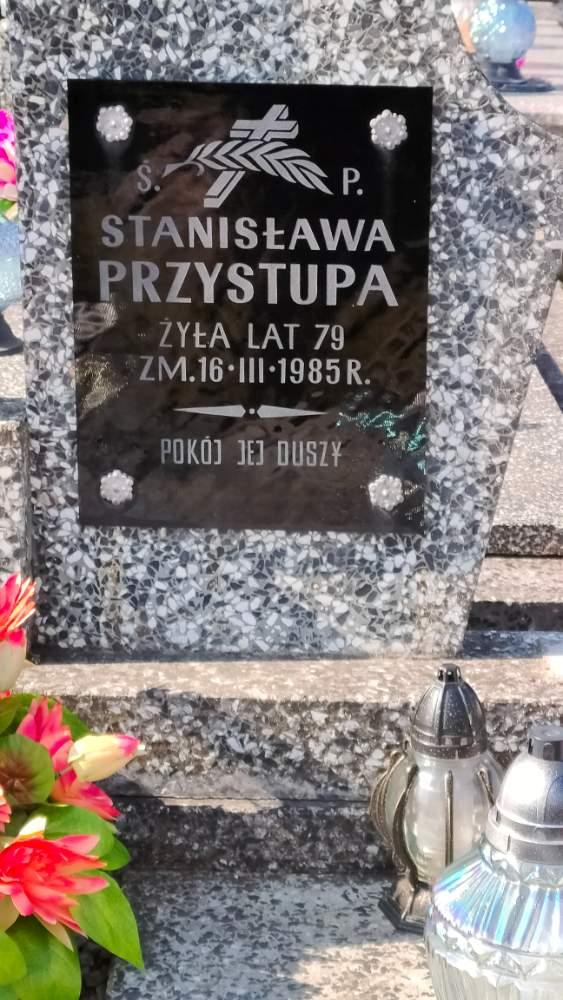 Ś. P.
STANISŁAWA
PRZYSTUPA
ŻYŁA LAT 79
ZM.16·III·1985R.
POKÓJ JEJ DUSZY